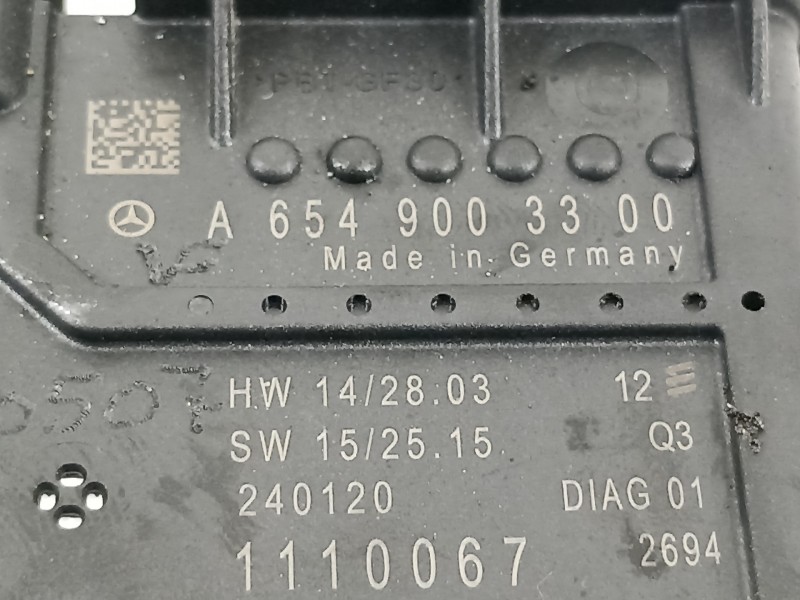 PBT GF30
A 654 900 33 00
Made in Germany
HW 14/28.03 12
SW 15/25.15 Q3
240120 DIAG 01
1110067 2694